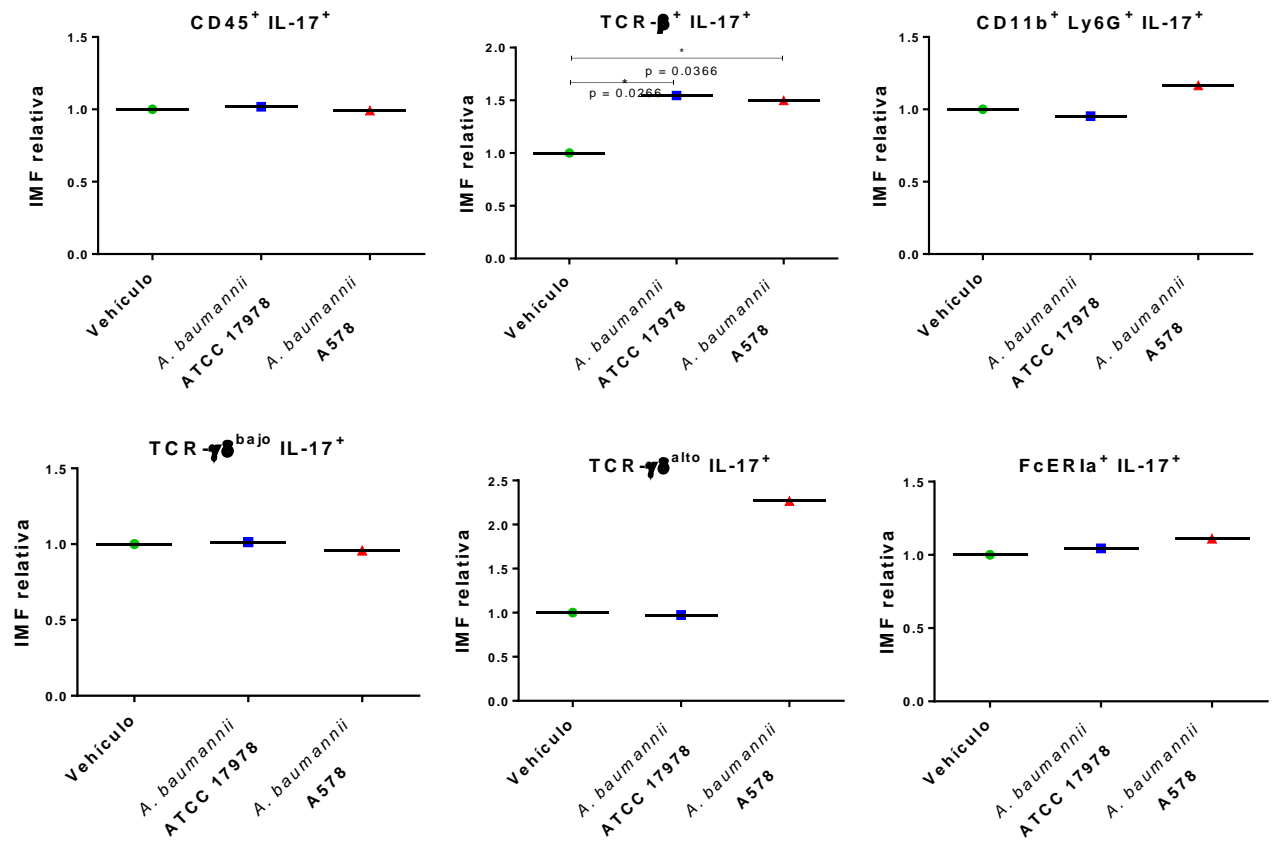 CD45⁺ IL-17⁺
1.5
1.0
0.5
0.0
IMF relativa
Vehículo
A. baumannii
ATCC 17978
A. baumannii
A578
TCR-β⁺ IL-17⁺
2.0
1.5
1.0
0.5
0.0
IMF relativa
*
p = 0.0366
*
p = 0.0266
Vehículo
A. baumannii
ATCC 17978
A. baumannii
A578
CD11b⁺ Ly6G⁺ IL-17⁺
1.5
1.0
0.5
0.0
IMF relativa
Vehículo
A. baumannii
ATCC 17978
A. baumannii
A578
TCR-γδ^bajo IL-17⁺
1.5
1.0
0.5
0.0
IMF relativa
Vehículo
A. baumannii
ATCC 17978
A. baumannii
A578
TCR-γδ^alto IL-17⁺
2.5
2.0
1.5
1.0
0.5
0.0
IMF relativa
Vehículo
A. baumannii
ATCC 17978
A. baumannii
A578
FcERIa⁺ IL-17⁺
1.5
1.0
0.5
0.0
IMF relativa
Vehículo
A. baumannii
ATCC 17978
A. baumannii
A578